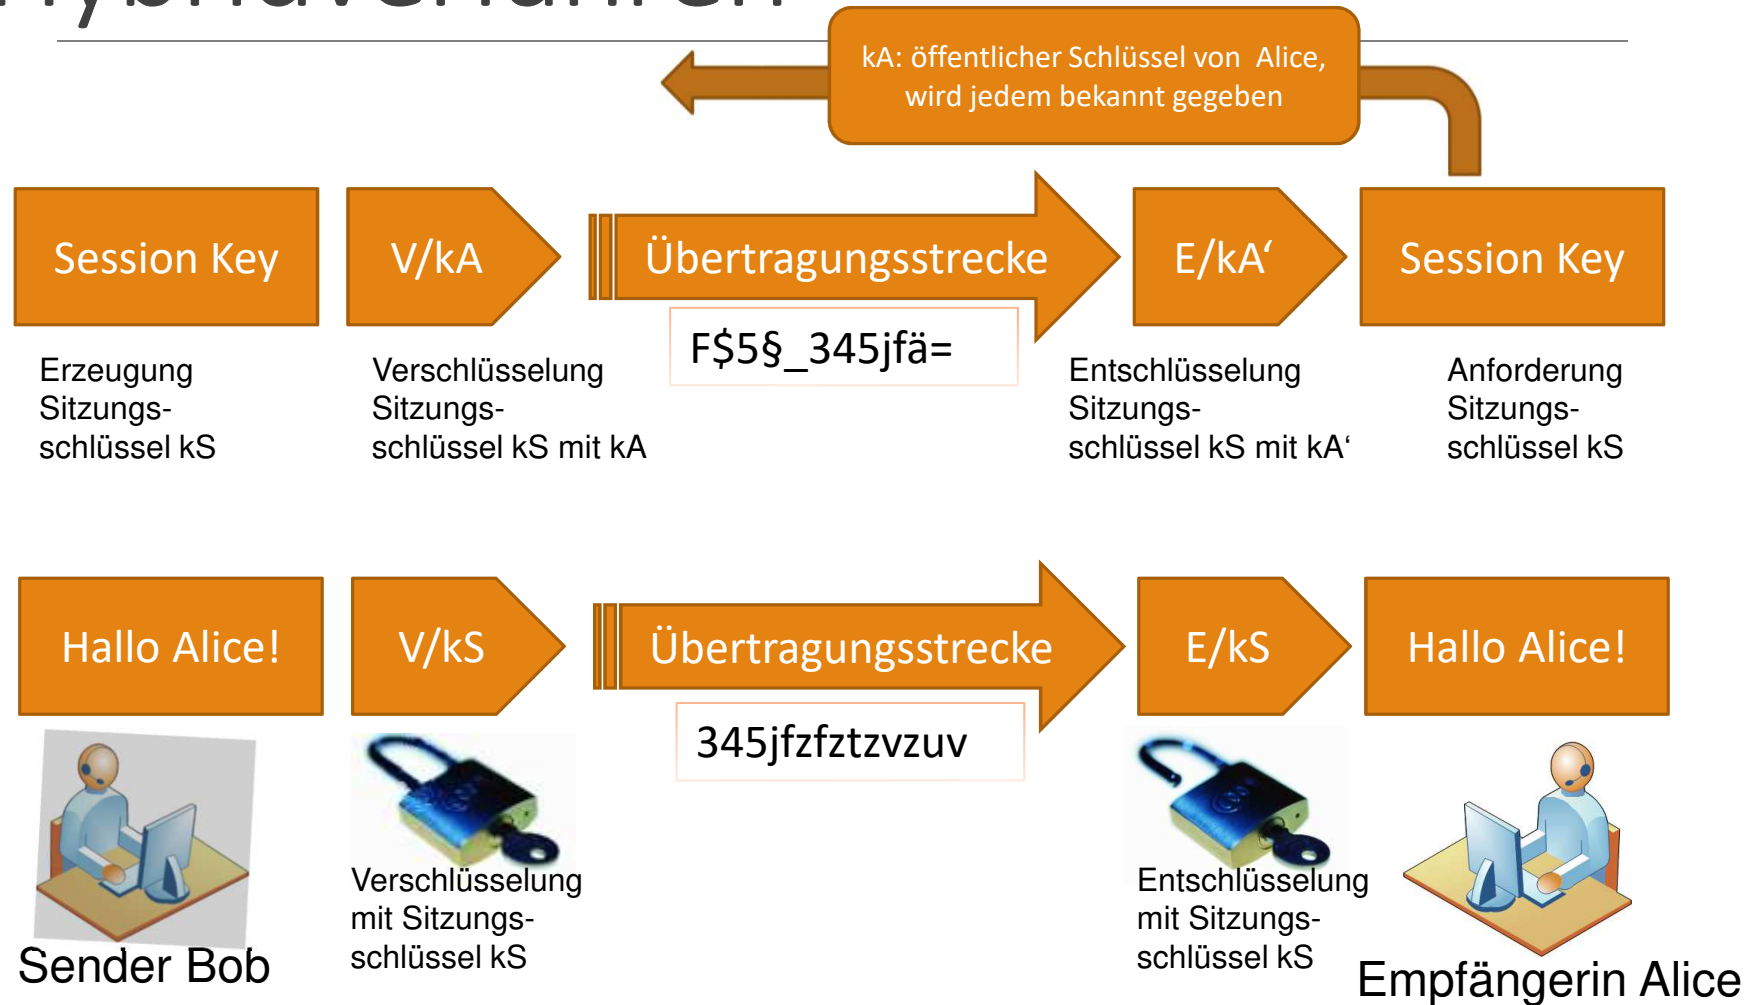 Hybridverfahren
kA: öffentlicher Schlüssel von  Alice,
wird jedem bekannt gegeben
Session Key
V/kA
Übertragungsstrecke
E/kA‘
Session Key
F$5§_345jfä=
Erzeugung
Sitzungs-
schlüssel kS
Verschlüsselung
Sitzungs-
schlüssel kS mit kA
Entschlüsselung
Sitzungs-
schlüssel kS mit kA‘
Anforderung
Sitzungs-
schlüssel kS
Hallo Alice!
V/kS
Übertragungsstrecke
E/kS
Hallo Alice!
345jfzfztzvzuv
Verschlüsselung
mit Sitzungs-
schlüssel kS
Entschlüsselung
mit Sitzungs-
schlüssel kS
Sender Bob
Empfängerin Alice